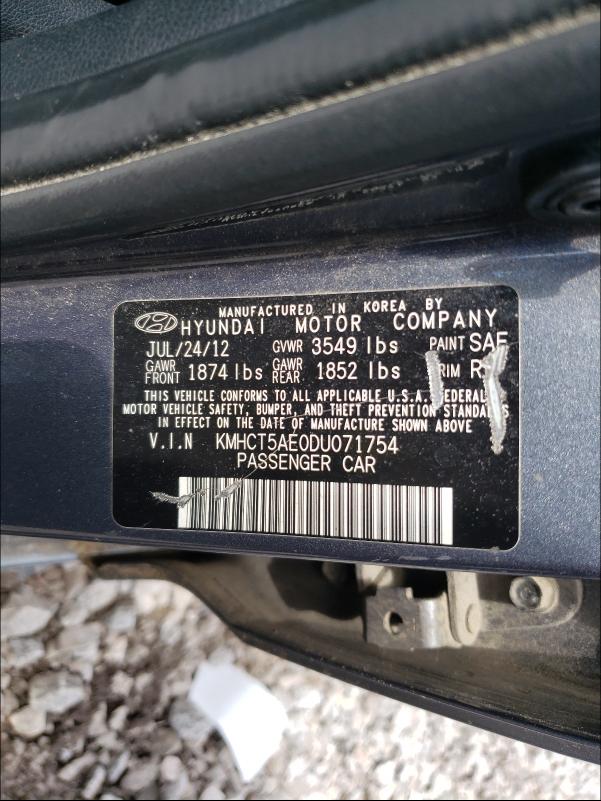 MANUFACTURED IN KOREA BY
HYUNDAI MOTOR COMPANY
JUL/24/12 GVWR 3549 lbs PAINT SAE
GAWR FRONT 1874 lbs GAWR REAR 1852 lbs TRIM
THIS VEHICLE CONFORMS TO ALL APPLICABLE U.S.A. FEDERAL
MOTOR VEHICLE SAFETY, BUMPER, AND THEFT PREVENTION STANDARDS
IN EFFECT ON THE DATE OF MANUFACTURE SHOWN ABOVE
V.I.N KMHCT5AE0DU071754
PASSENGER CAR